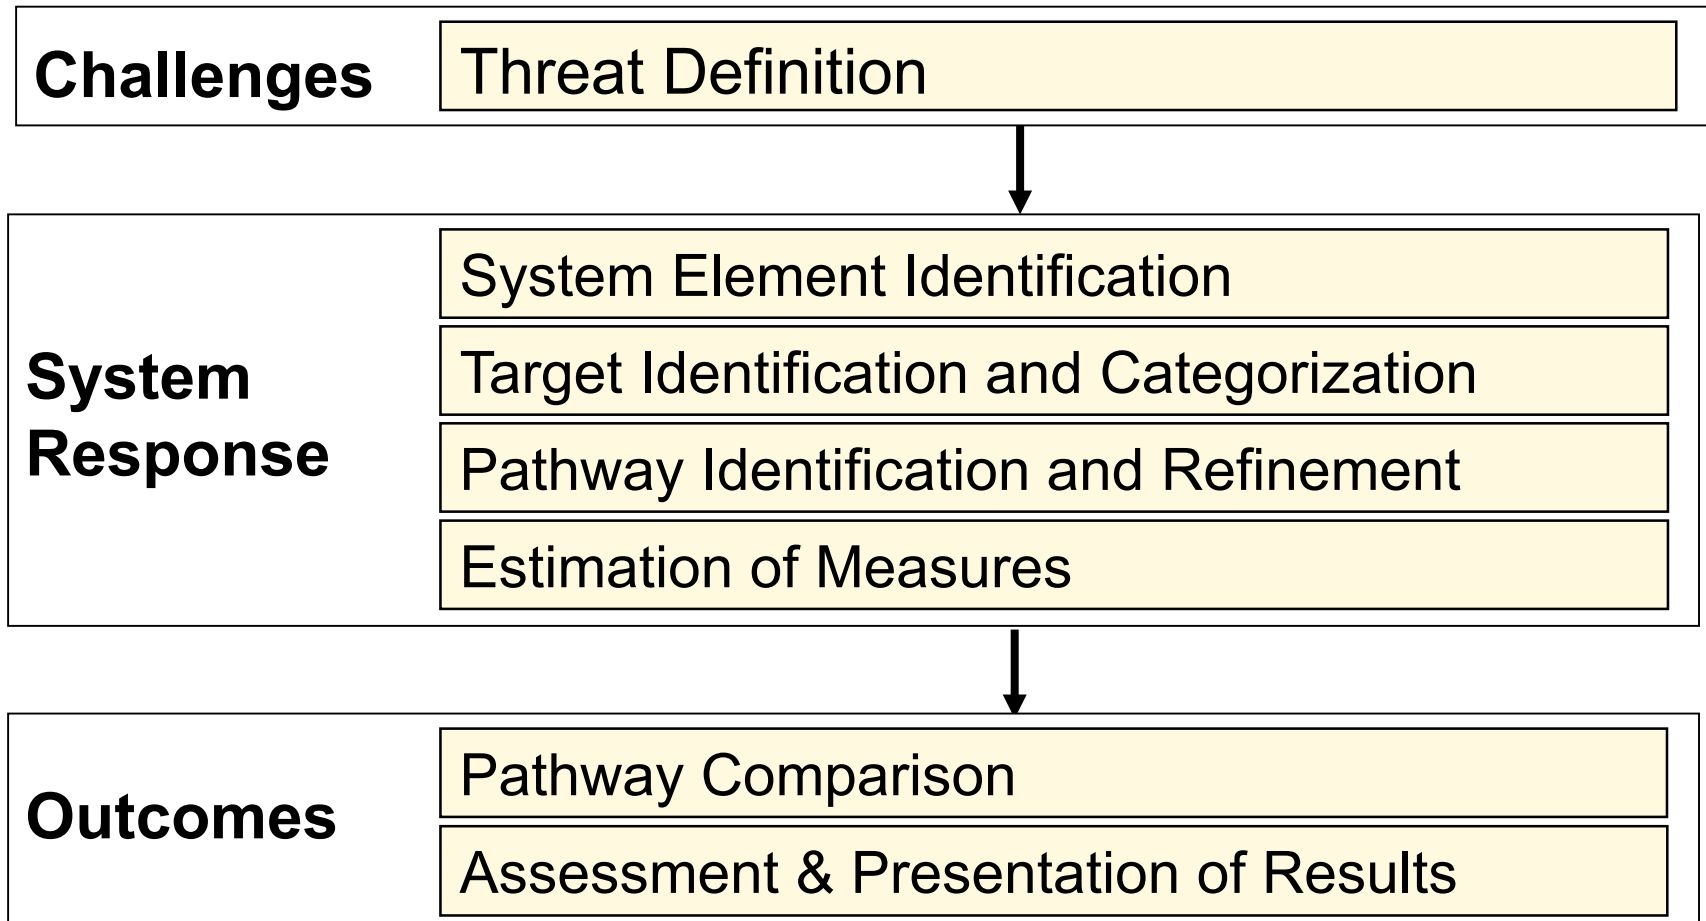 Challenges
Threat Definition
System
Response
System Element Identification
Target Identification and Categorization
Pathway Identification and Refinement
Estimation of Measures
Outcomes
Pathway Comparison
Assessment & Presentation of Results